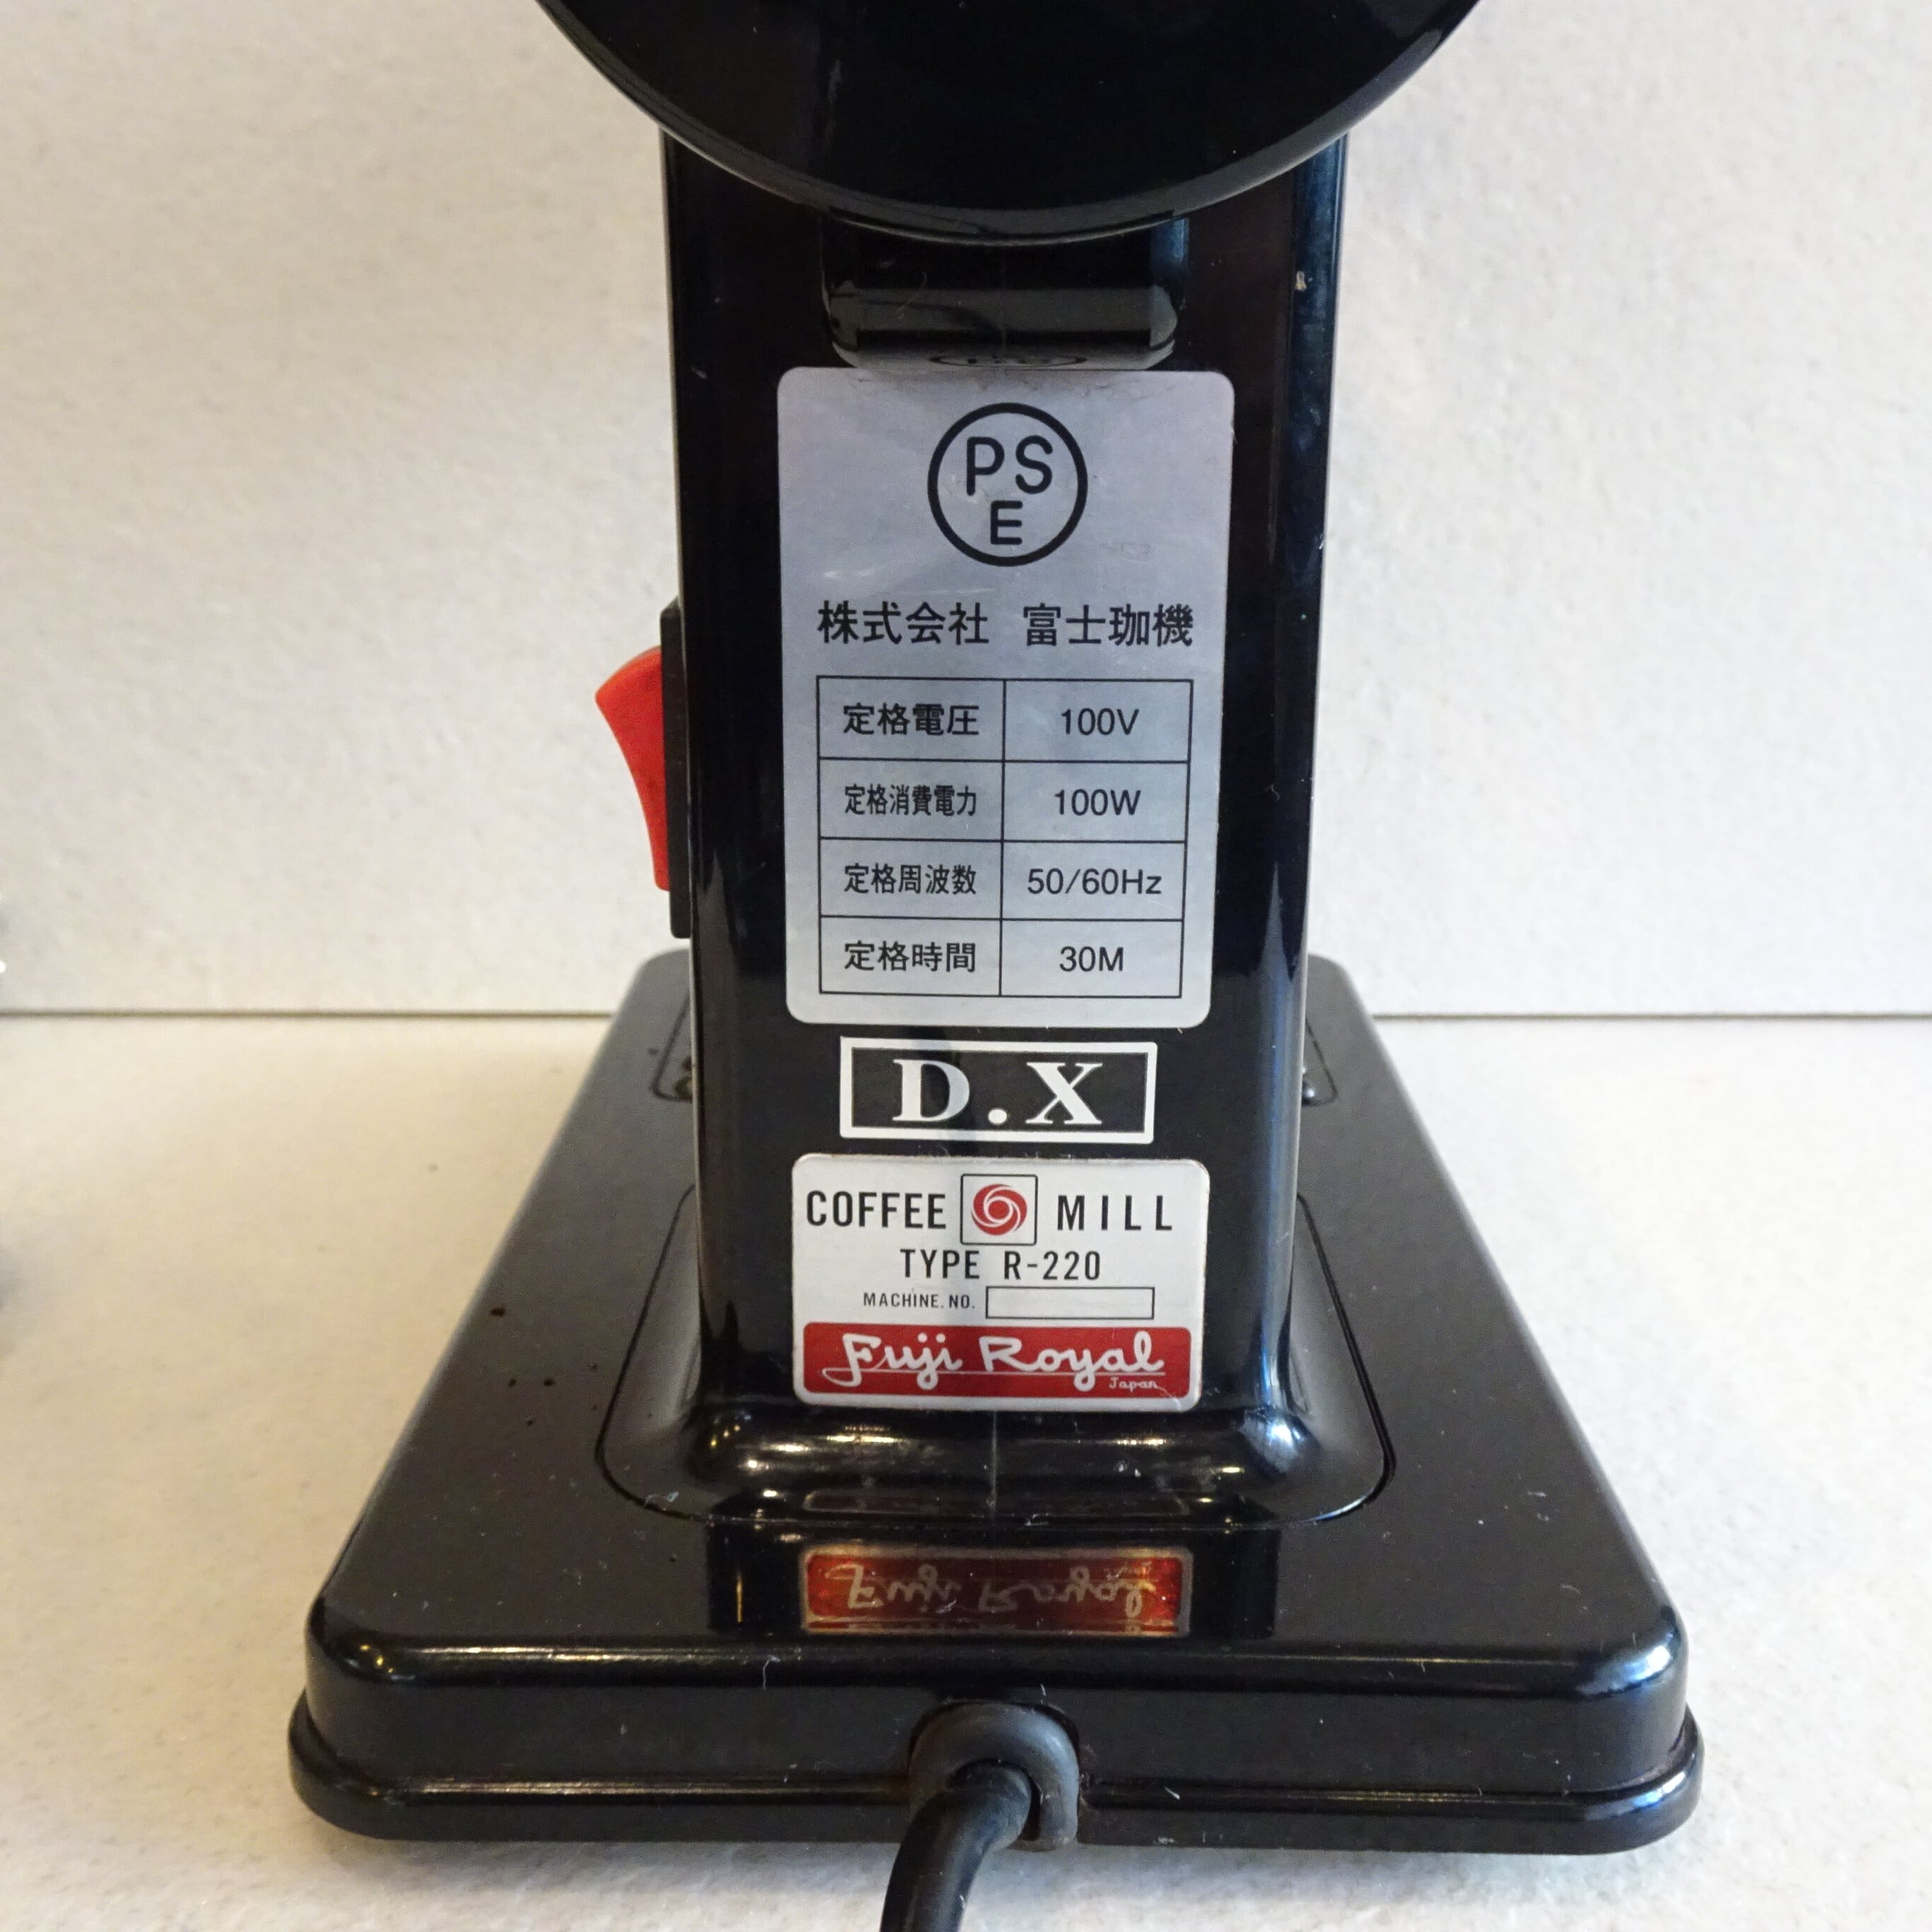 PS
E
株式会社 富士珈機
定格電圧 100V
定格消費電力 100W
定格周波数 50/60Hz
定格時間 30M
D.X
COFFEE MILL
TYPE R-220
MACHINE. NO.
Fuji Royal
Japan